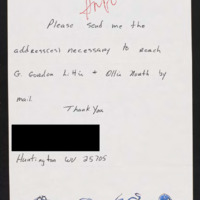 Please send me the
addresses necessary to reach
G. Gordon Liddy + Ollie North by
mail.
Thank You
Huntington WV 25705